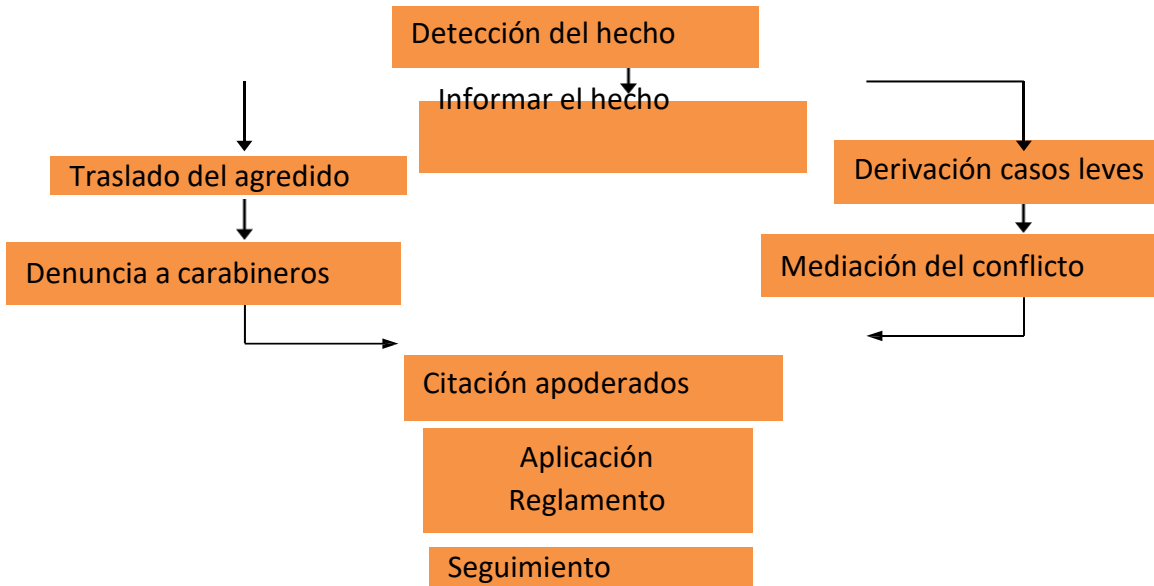 Detección del hecho
Informar el hecho
Traslado del agredido
Derivación casos leves
Denuncia a carabineros
Mediación del conflicto
Citación apoderados
Aplicación
Reglamento
Seguimiento